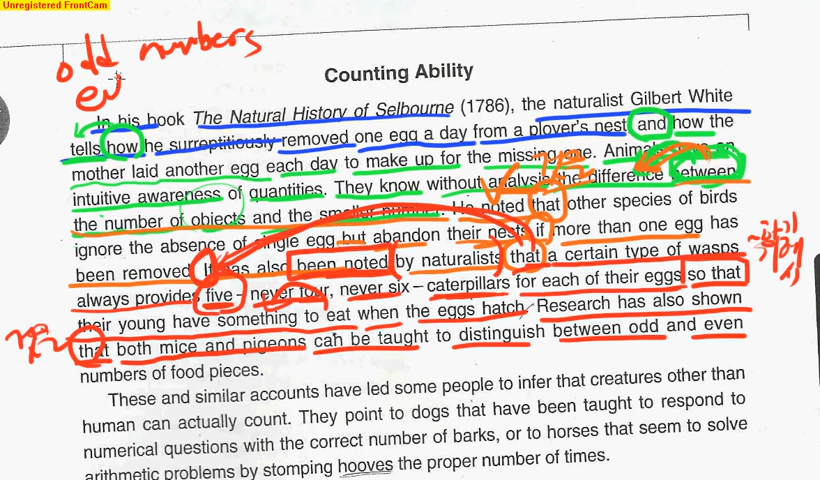 Unregistered FrontCam
odd numbers
ev
Counting Ability
In his book The Natural History of Selbourne (1786), the naturalist Gilbert White
tells how he surreptitiously removed one egg a day from a plover's nest and how the
mother laid another egg each day to make up for the missing one. Animals have an
intuitive awareness of quantities. They know without analysis the difference between
the number of objects and the smaller number. He noted that other species of birds
ignore the absence of single egg but abandon their nests if more than one egg has
been removed. It has also been noted by naturalists that a certain type of wasps
always provides five - never four, never six – caterpillars for each of their eggs so that
their young have something to eat when the eggs hatch. Research has also shown
that both mice and pigeons can be taught to distinguish between odd and even
numbers of food pieces.
These and similar accounts have led some people to infer that creatures other than
human can actually count. They point to dogs that have been taught to respond to
numerical questions with the correct number of barks, or to horses that seem to solve
arithmetic problems by stomping hooves the proper number of times.